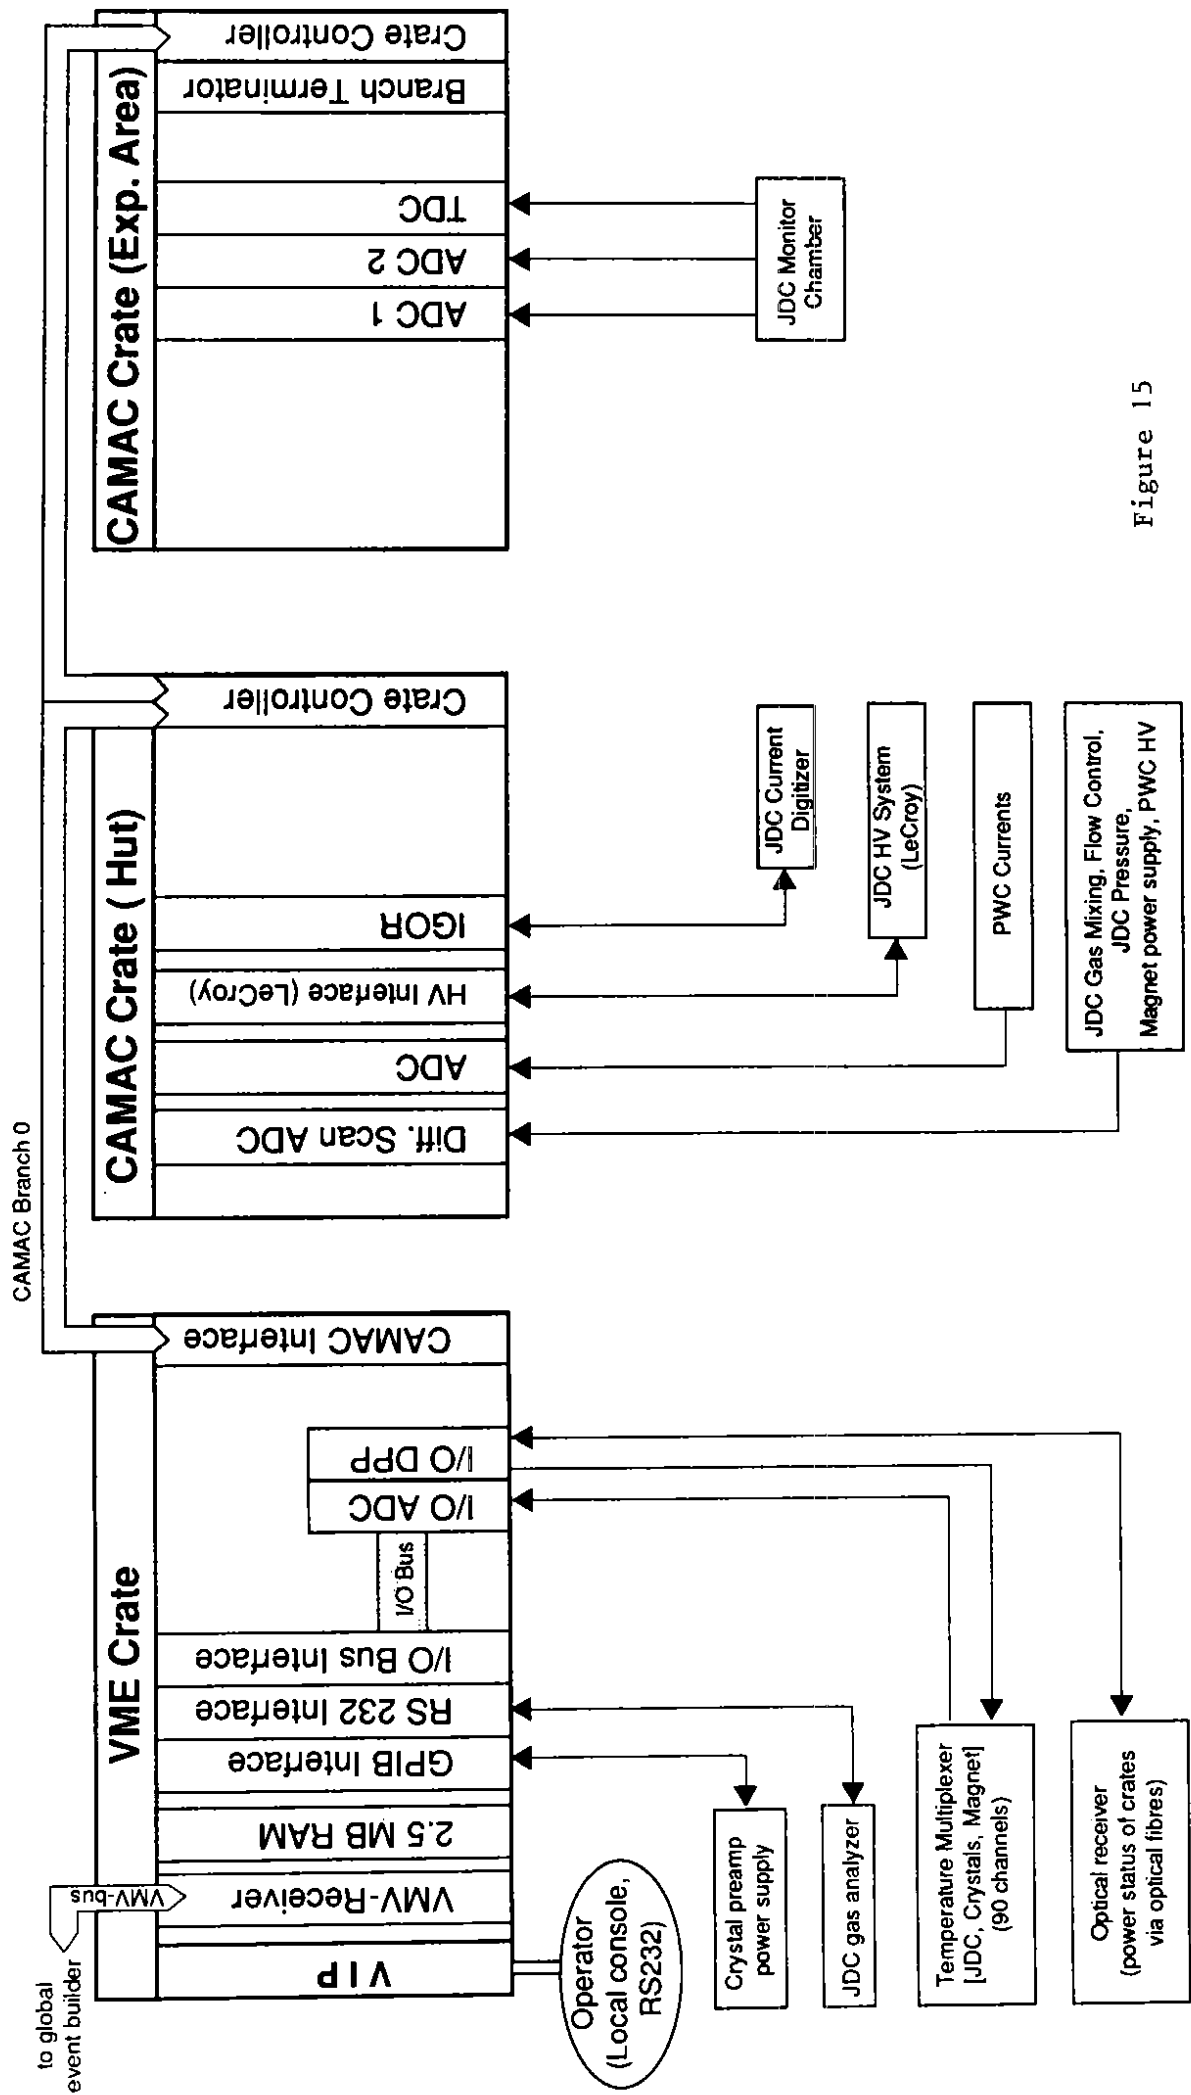 to global
event builder
VMV-bus
CAMAC Branch 0
VME Crate
VIP
VMV-Receiver
2.5 MB RAM
GPIB Interface
RS 232 Interface
I/O Bus Interface
I/O Bus
I/O ADC
I/O DPP
CAMAC Interface
Operator
(Local console,
RS232)
Crystal preamp
power supply
JDC gas analyzer
Temperature Multiplexer
[JDC, Crystals, Magnet]
(90 channels)
Optical receiver
(power status of crates
via optical fibres)
CAMAC Crate ( Hut)
Diff. Scan ADC
ADC
HV Interface (LeCroy)
IGOR
Crate Controller
JDC Current
Digitizer
JDC HV System
(LeCroy)
PWC Currents
JDC Gas Mixing, Flow Control,
JDC Pressure,
Magnet power supply, PWC HV
CAMAC Crate (Exp. Area)
ADC 1
ADC 2
TDC
Branch Terminator
Crate Controller
JDC Monitor
Chamber
Figure 15